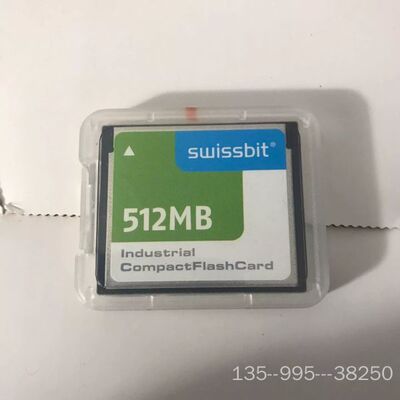 swissbit®
512MB
Industrial
CompactFlashCard
135--995---38250